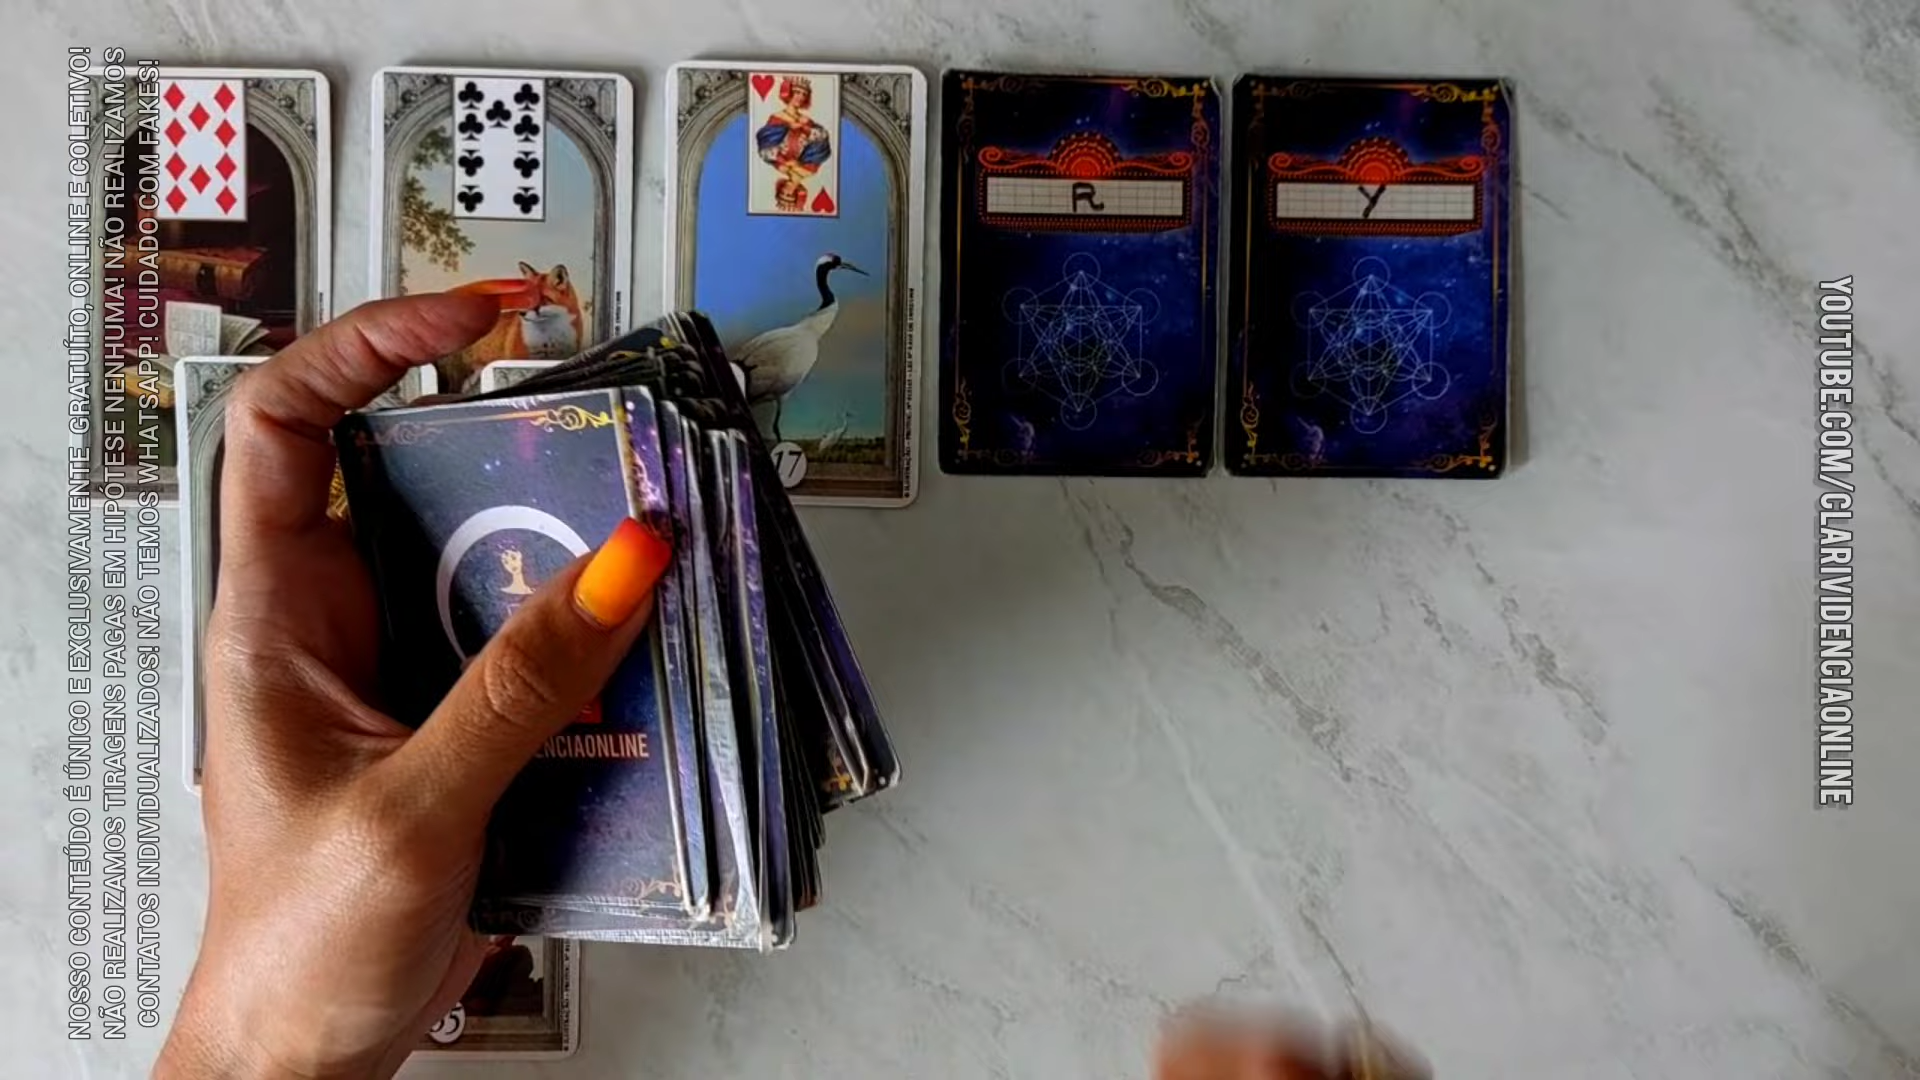 NOSSO CONTEÚDO É ÚNICO E EXCLUSIVAMENTE GRATUÍTO, ONLINE E COLETIVO!
NÃO REALIZAMOS TIRAGENS PAGAS EM HIPÓTESE NENHUMA! NÃO REALIZAMOS
CONTATOS INDIVIDUALIZADOS! NÃO TEMOS WHATSAPP! CUIDADO COM FAKES!
R
Y
17
ENCIAONLINE
35
YOUTUBE.COM/CLARIVIDENCIAONLINE